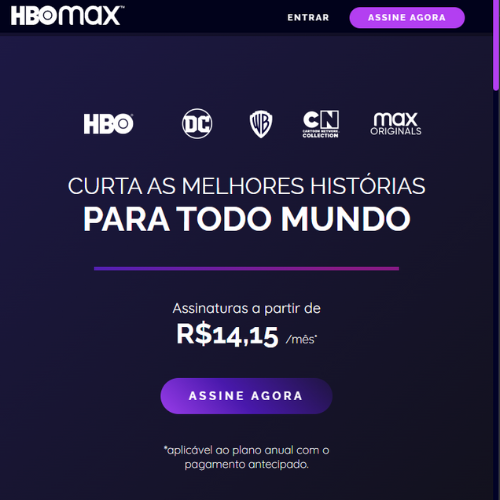 HBOmax™
ENTRAR
ASSINE AGORA
HBO DC WB CN CARTOON NETWORK COLLECTION max ORIGINALS
CURTA AS MELHORES HISTÓRIAS
PARA TODO MUNDO
Assinaturas a partir de
R$14,15 /mês*
ASSINE AGORA
*aplicável ao plano anual com o
pagamento antecipado.